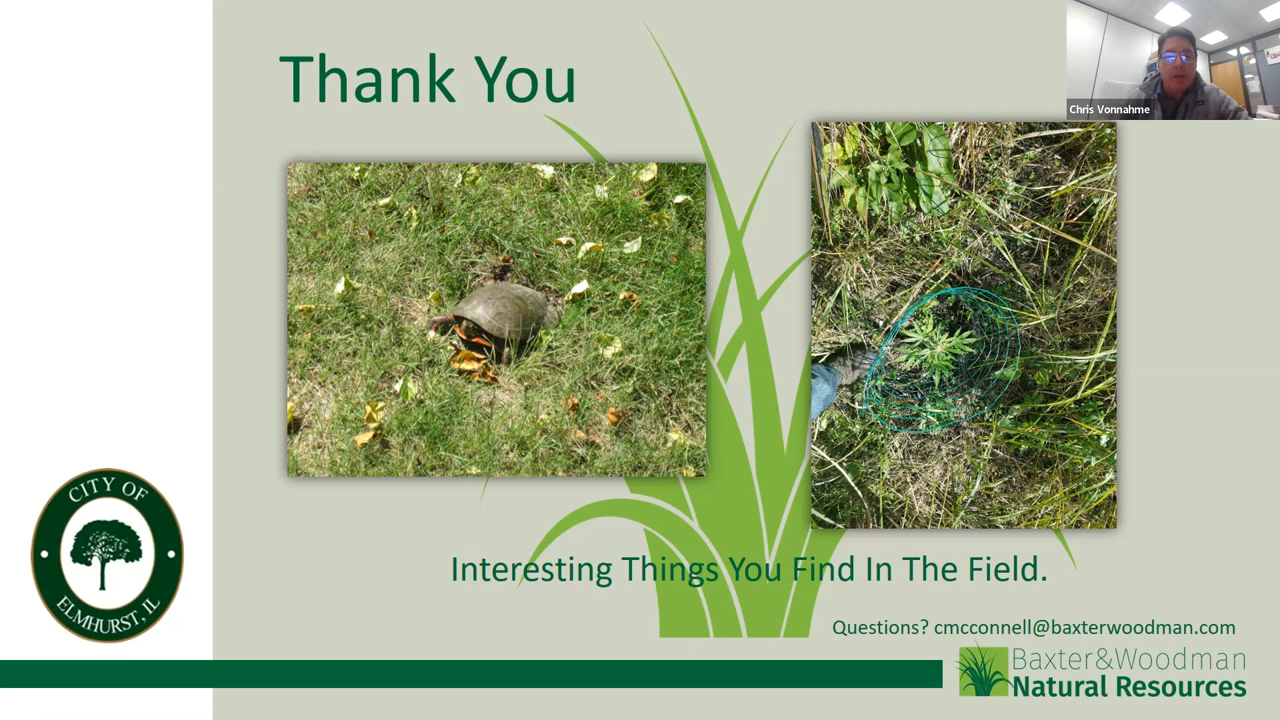 Thank You
Chris Vonnahme
CITY OF
ELMHURST, IL
Interesting Things You Find In The Field.
Questions? cmcconnell@baxterwoodman.com
Baxter&Woodman
Natural Resources